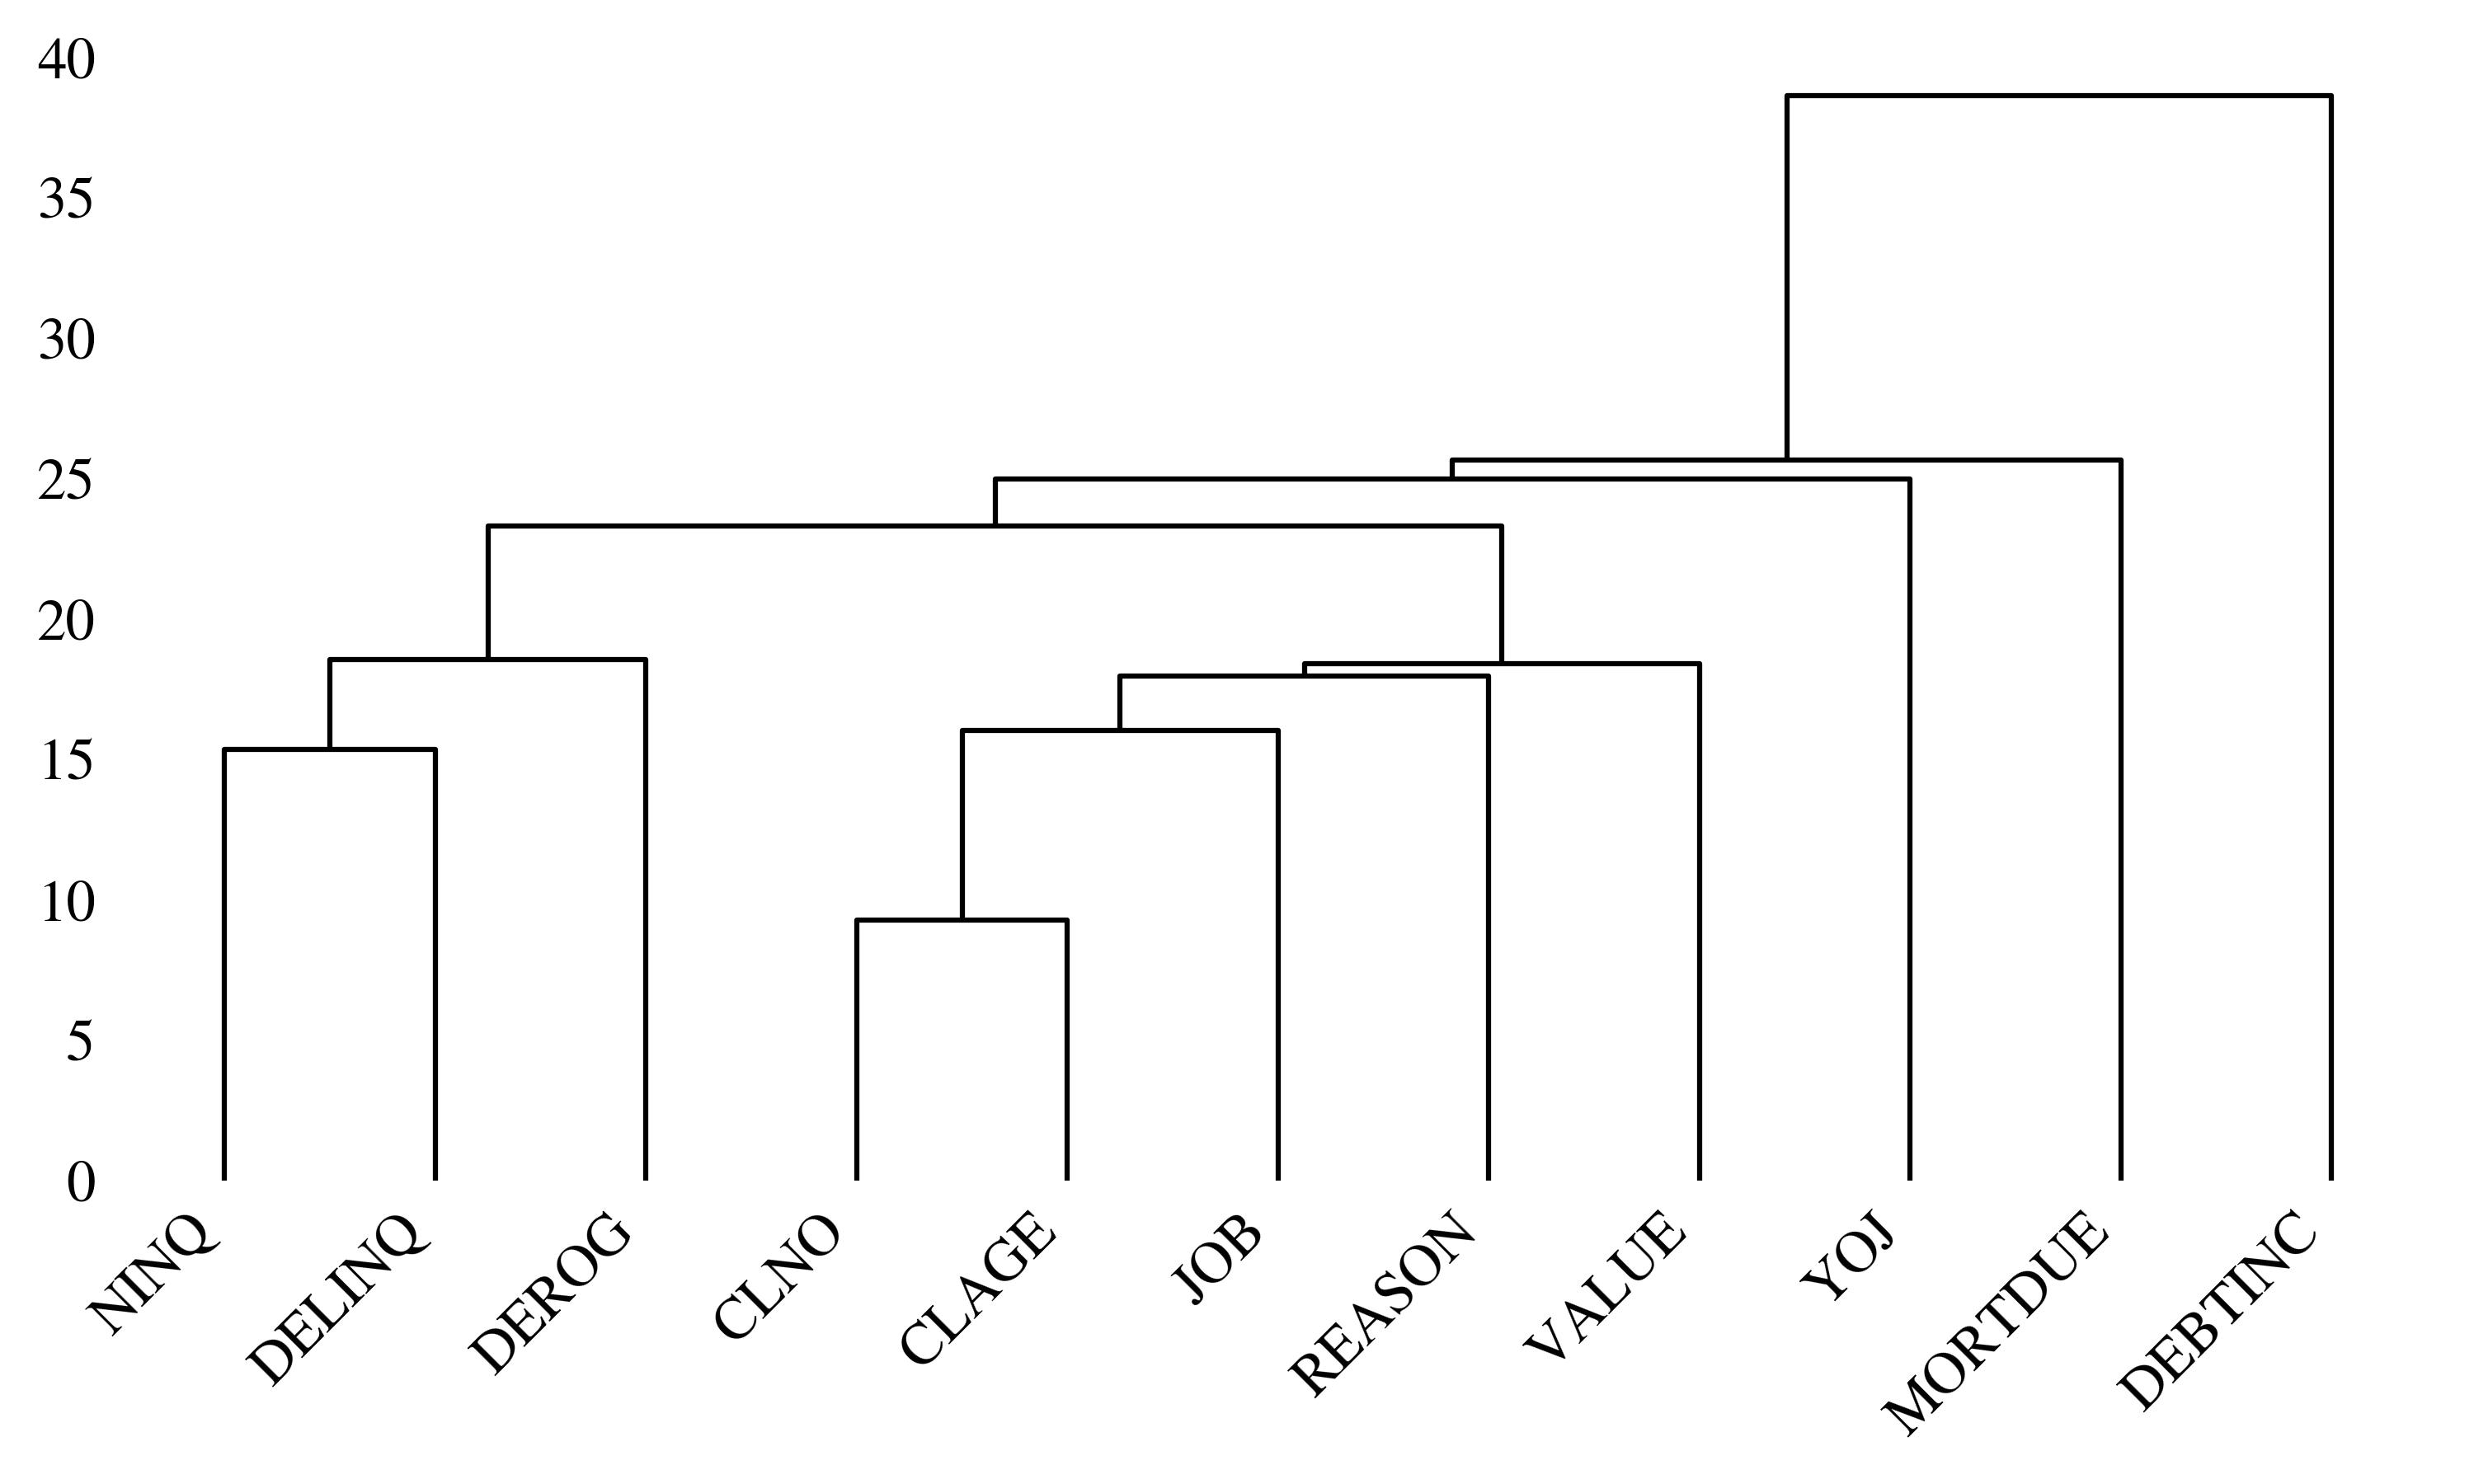 40
35
30
25
20
15
10
5
0
NINQ
DELINQ
DEROG
CLNO
CLAGE
JOB
REASON
VALUE
YOJ
MORTDUE
DEBTINC